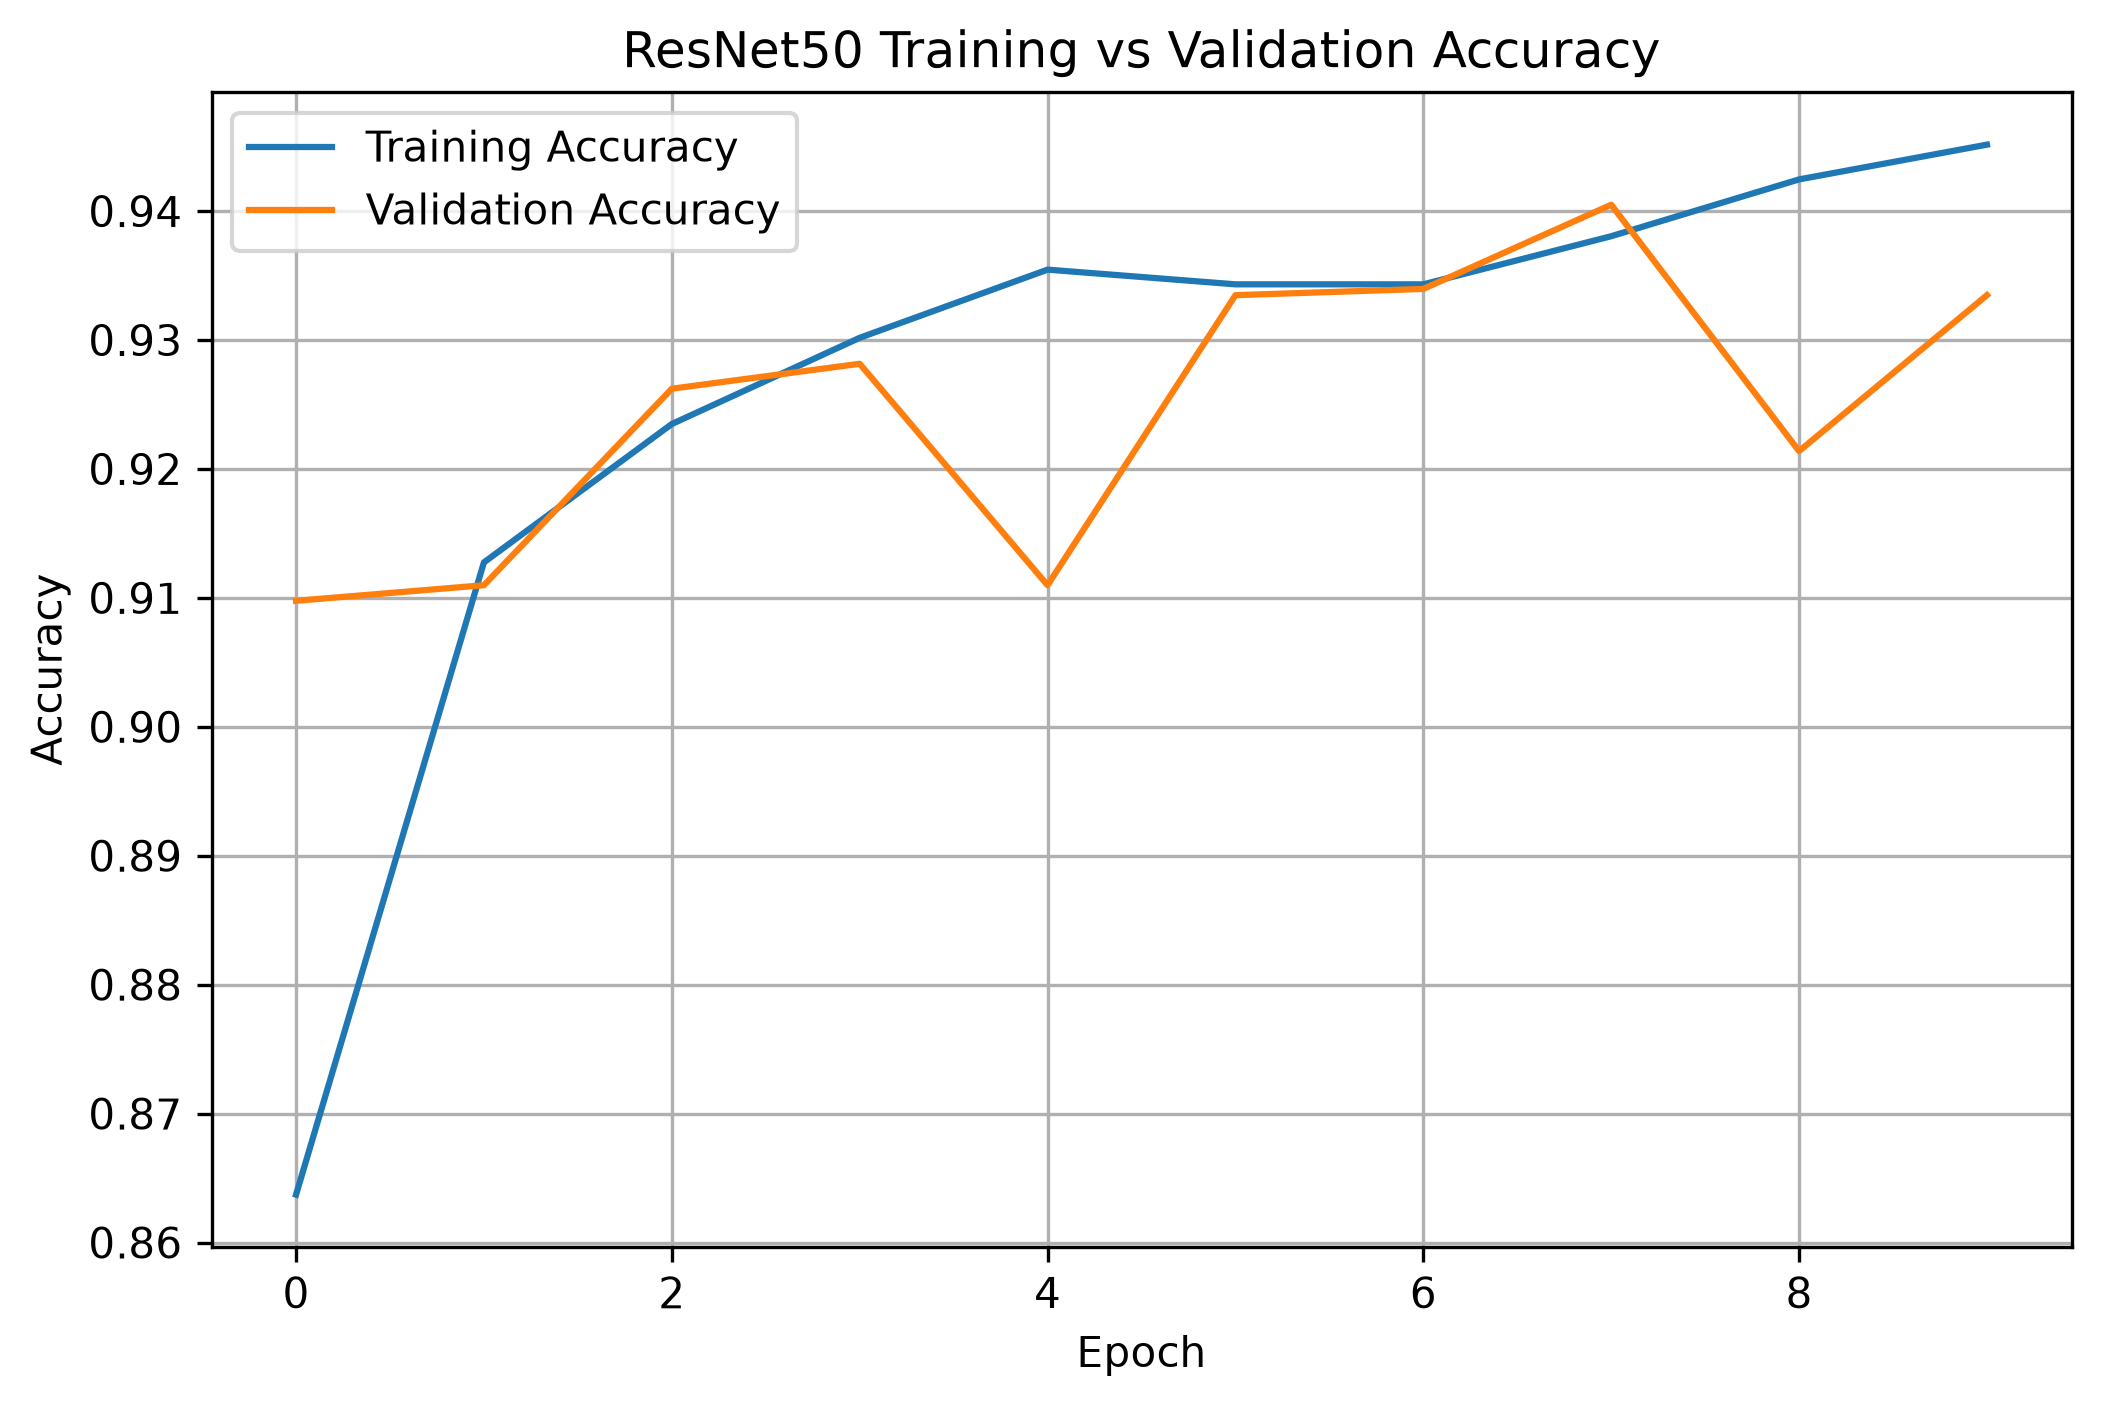 ResNet50 Training vs Validation Accuracy
Training Accuracy
Validation Accuracy
0.94
0.93
0.92
0.91
0.90
0.89
0.88
0.87
0.86
Accuracy
0 2 4 6 8
Epoch